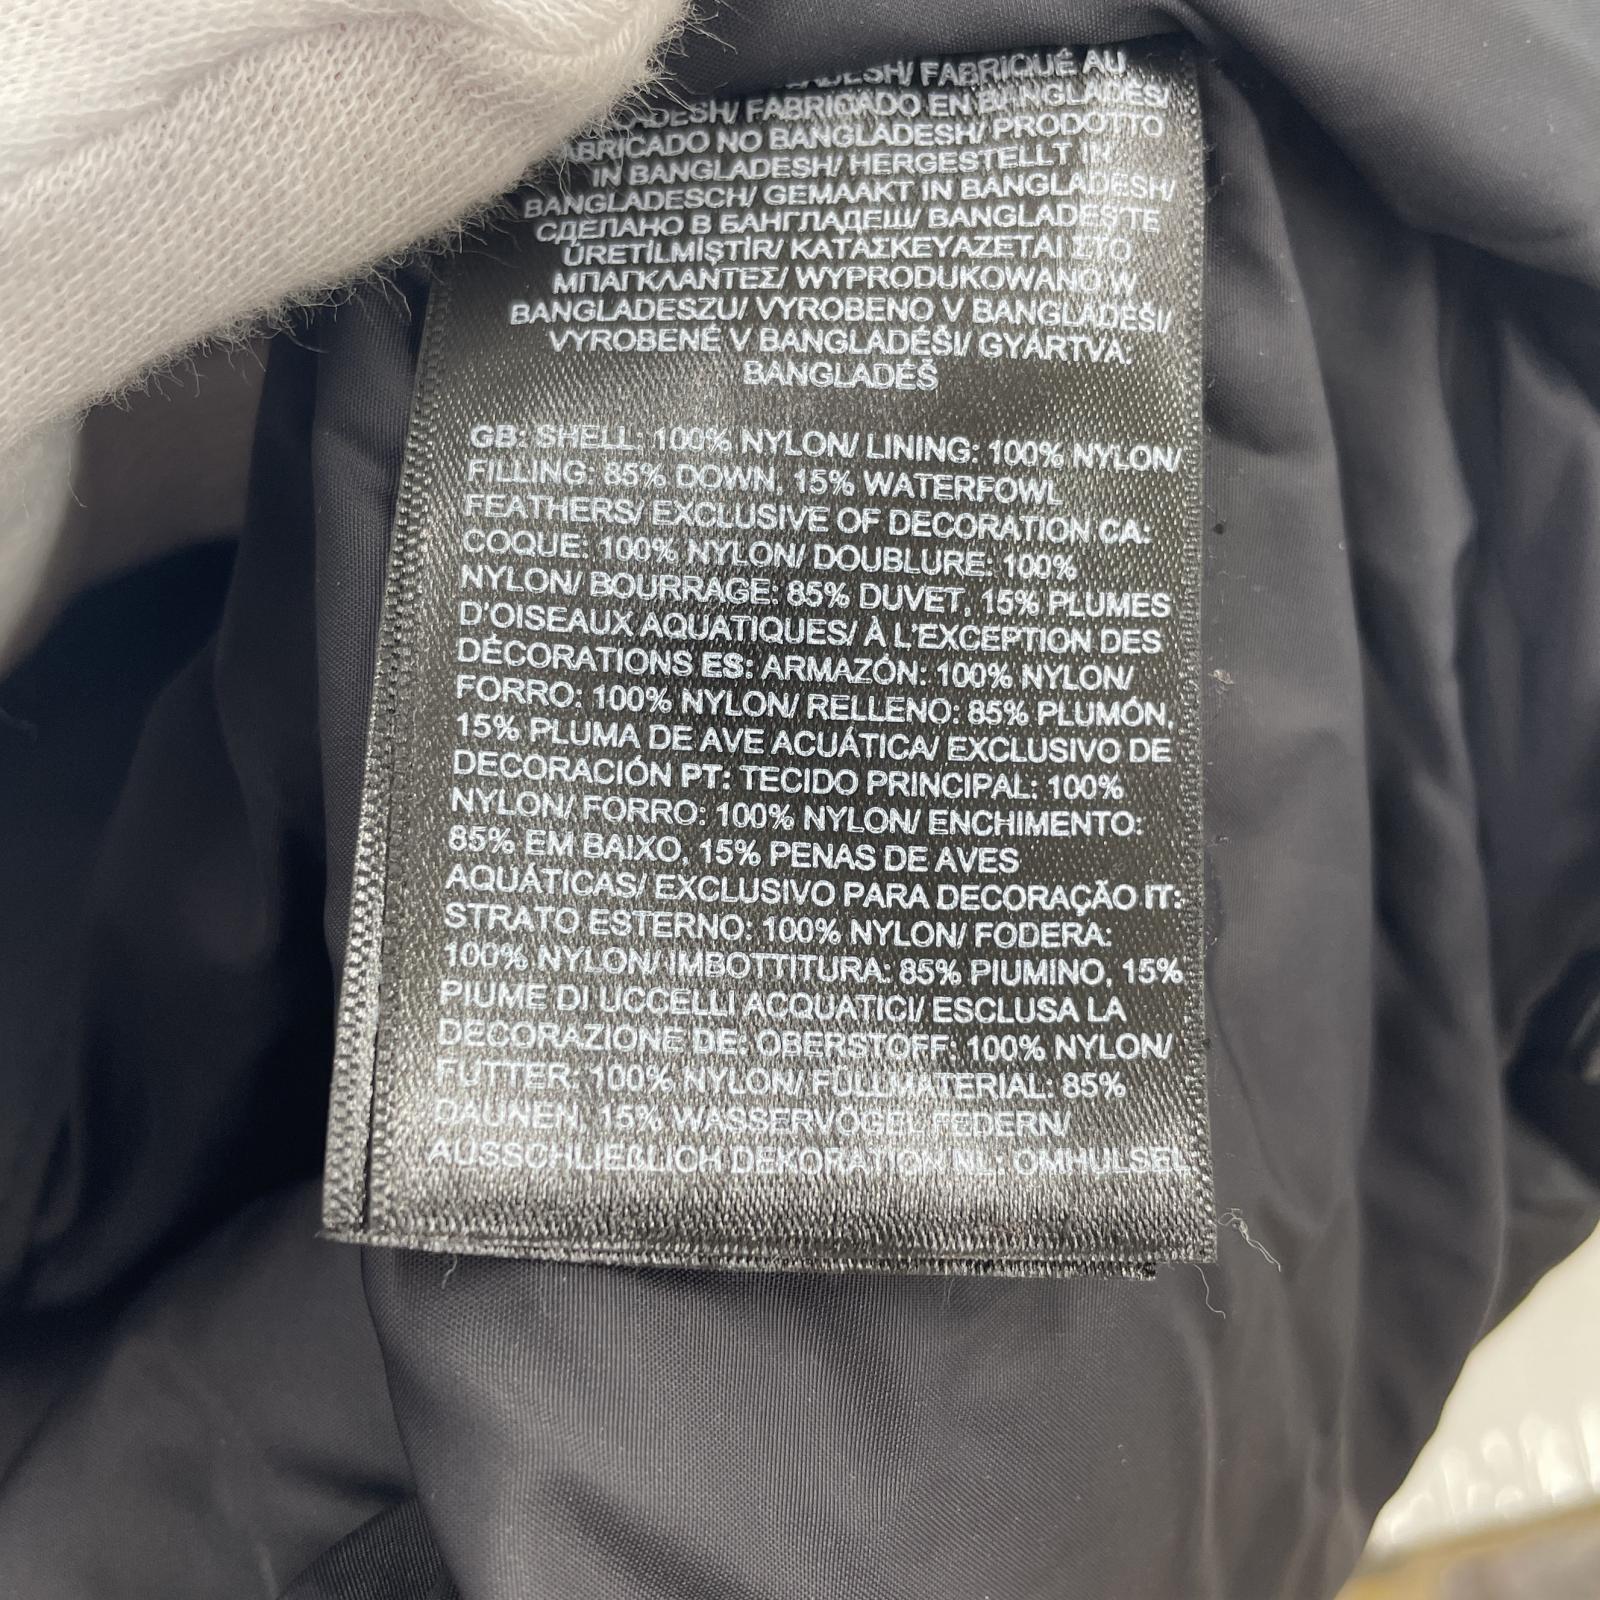 FABRIQUÉ AU
FABRICADO EN BANGLADÉS/
FABRICADO NO BANGLADESH/ PRODOTTO
IN BANGLADESH/ HERGESTELLT IN
BANGLADESCH/ GEMAAKT IN BANGLADESH/
СДЕЛАНО В БАНГЛАДЕШ/ BANGLADEŞ'TE
ÜRETİLMİŞTİR/ ΚΑΤΑΣΚΕΥΑΖΕΤΑΙ ΣΤΟ
ΜΠΑΓΚΛΑΝΤΕΣ/ WYPRODUKOWANO W
BANGLADESZU/ VYROBENO V BANGLADÉŠI/
VYROBENÉ V BANGLADÉŠI/ GYÁRTVA:
BANGLADÉS
GB: SHELL: 100% NYLON/ LINING: 100% NYLON/
FILLING: 85% DOWN, 15% WATERFOWL
FEATHERS/ EXCLUSIVE OF DECORATION CA:
COQUE: 100% NYLON/ DOUBLURE: 100%
NYLON/ BOURRAGE: 85% DUVET, 15% PLUMES
D'OISEAUX AQUATIQUES/ À L'EXCEPTION DES
DÉCORATIONS ES: ARMAZÓN: 100% NYLON/
FORRO: 100% NYLON/ RELLENO: 85% PLUMÓN,
15% PLUMA DE AVE ACUÁTICA/ EXCLUSIVO DE
DECORACIÓN PT: TECIDO PRINCIPAL: 100%
NYLON/ FORRO: 100% NYLON/ ENCHIMENTO:
85% EM BAIXO, 15% PENAS DE AVES
AQUÁTICAS/ EXCLUSIVO PARA DECORAÇÃO IT:
STRATO ESTERNO: 100% NYLON/ FODERA:
100% NYLON/ IMBOTTITURA: 85% PIUMINO, 15%
PIUME DI UCCELLI ACQUATICI/ ESCLUSA LA
DECORAZIONE DE: OBERSTOFF: 100% NYLON/
FUTTER: 100% NYLON/ FÜLLMATERIAL: 85%
DAUNEN, 15% WASSERVÖGEL FEDERN/
AUSSCHLIEßLICH DEKORATION NL: OMHULSEL